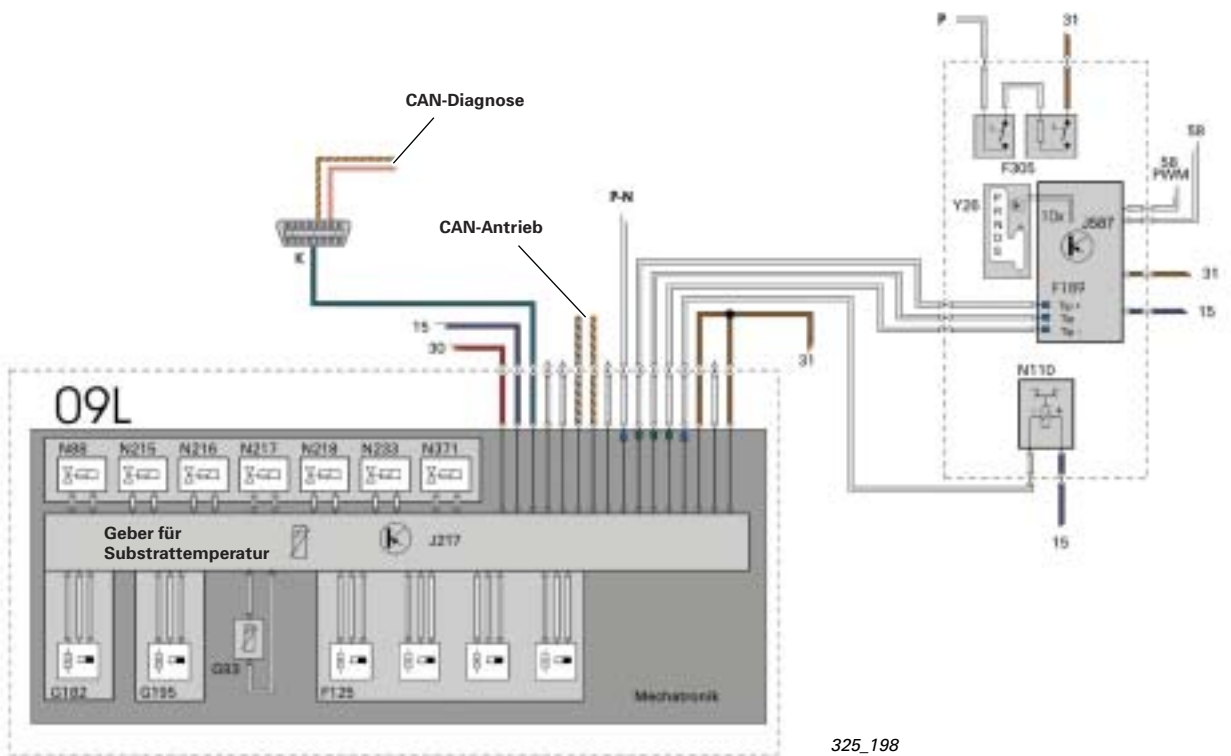 P
31
CAN-Diagnose
F305
58
58
PWM
P-N
Y26
P
R
N
D
S
10x
J587
CAN-Antrieb
K
F189
Tip +
Tip
Tip -
31
15
15
30
31
N110
09L
N88 N215 N216 N217 N218 N233 N371
15
Geber für
Substrattemperatur
J217
G93
G182 G195 F125 Mechatronik
325_198